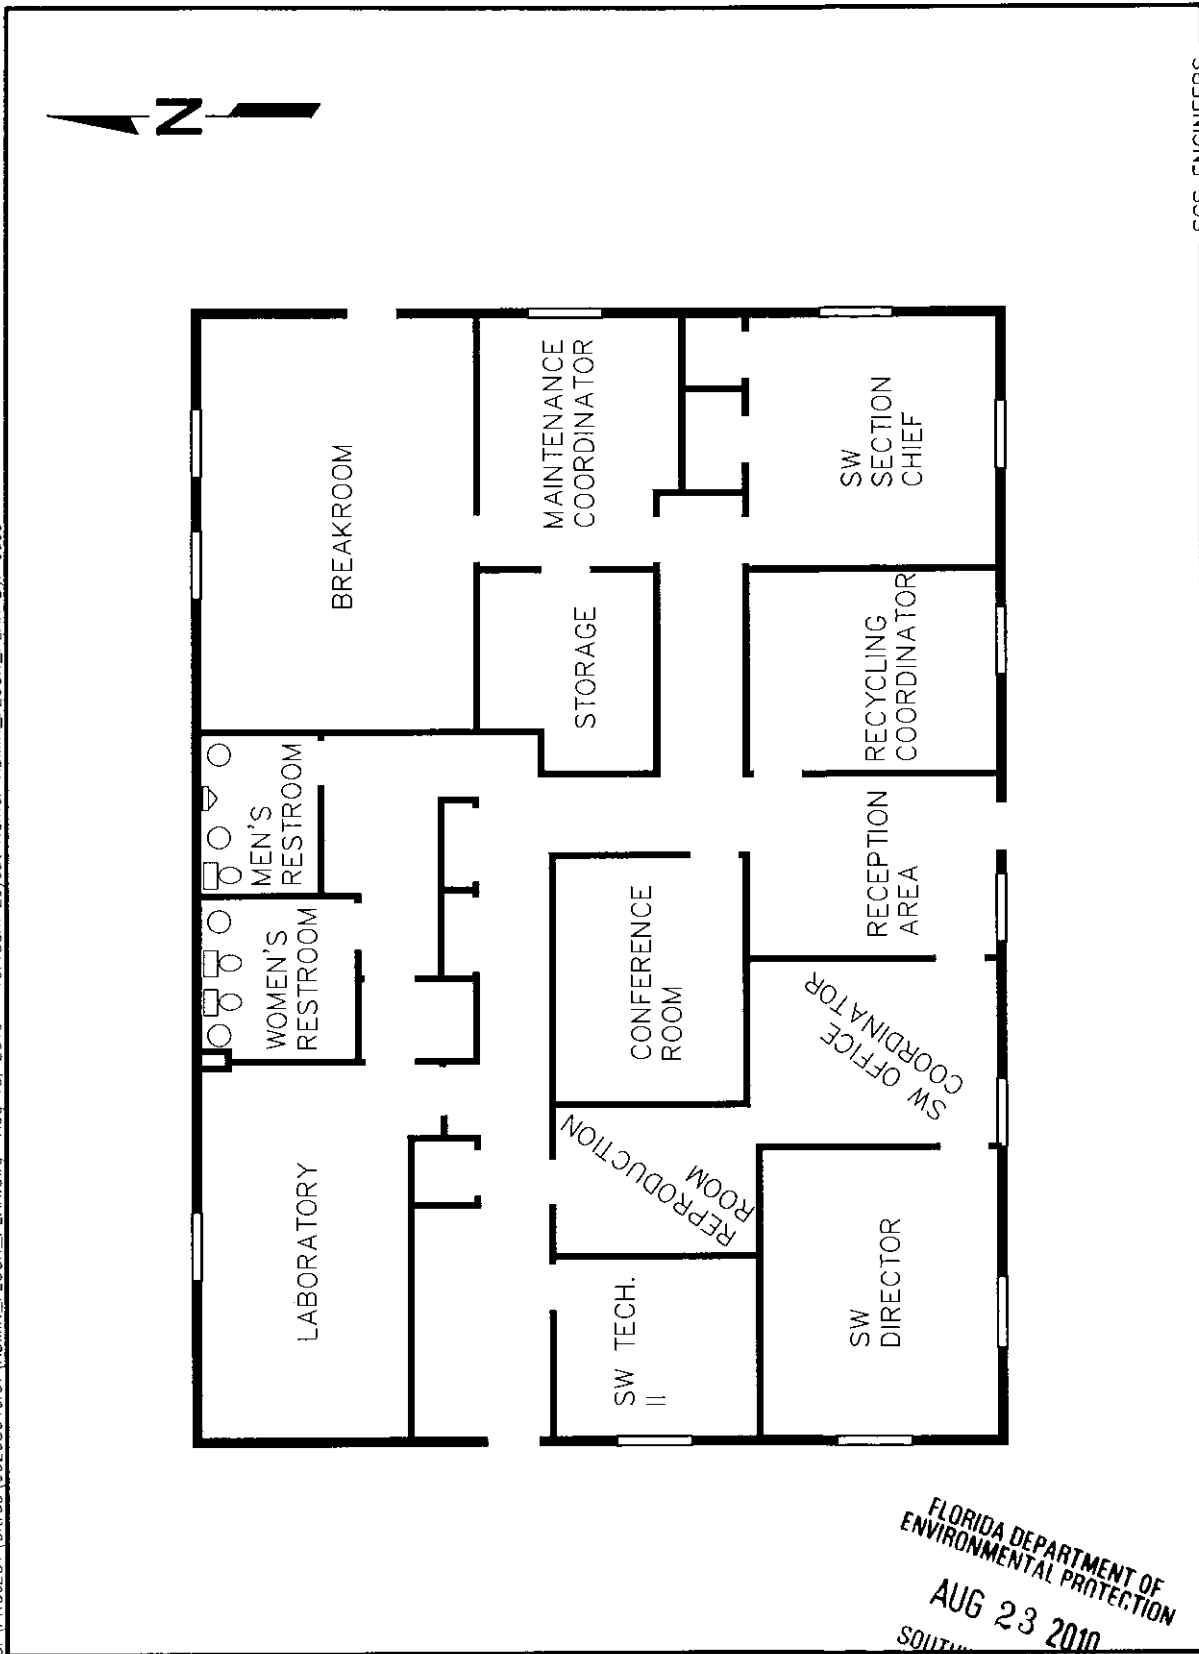 N
BREAKROOM
MAINTENANCE
COORDINATOR
SW
SECTION
CHIEF
STORAGE
RECYCLING
COORDINATOR
MEN'S
RESTROOM
WOMEN'S
RESTROOM
RECEPTION
AREA
CONFERENCE
ROOM
SW OFFICE
COORDINATOR
REPRODUCTION
ROOM
LABORATORY
SW TECH.
II
SW
DIRECTOR
FLORIDA DEPARTMENT OF
ENVIRONMENTAL PROTECTION
AUG 23 2010